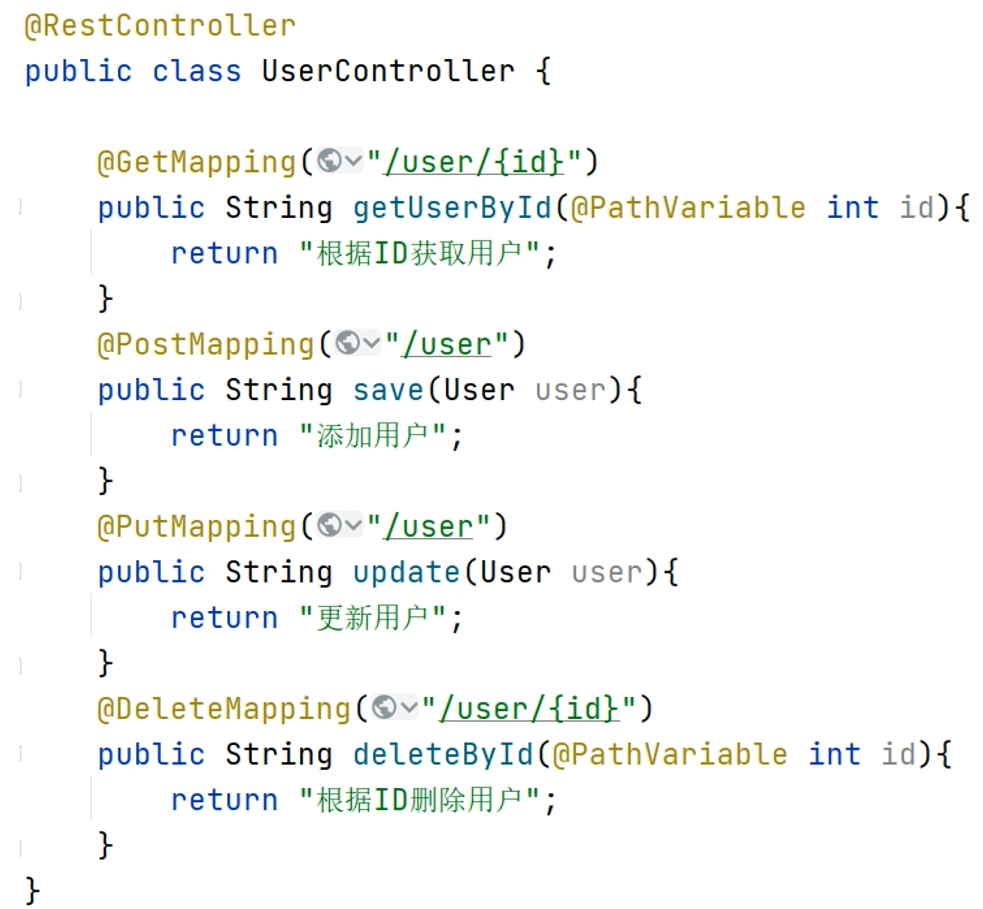 @RestController
public class UserController {
@GetMapping("/user/{id}")
public String getUserById(@PathVariable int id){
return "根据ID获取用户";
}
@PostMapping("/user")
public String save(User user){
return "添加用户";
}
@PutMapping("/user")
public String update(User user){
return "更新用户";
}
@DeleteMapping("/user/{id}")
public String deleteById(@PathVariable int id){
return "根据ID删除用户";
}
}